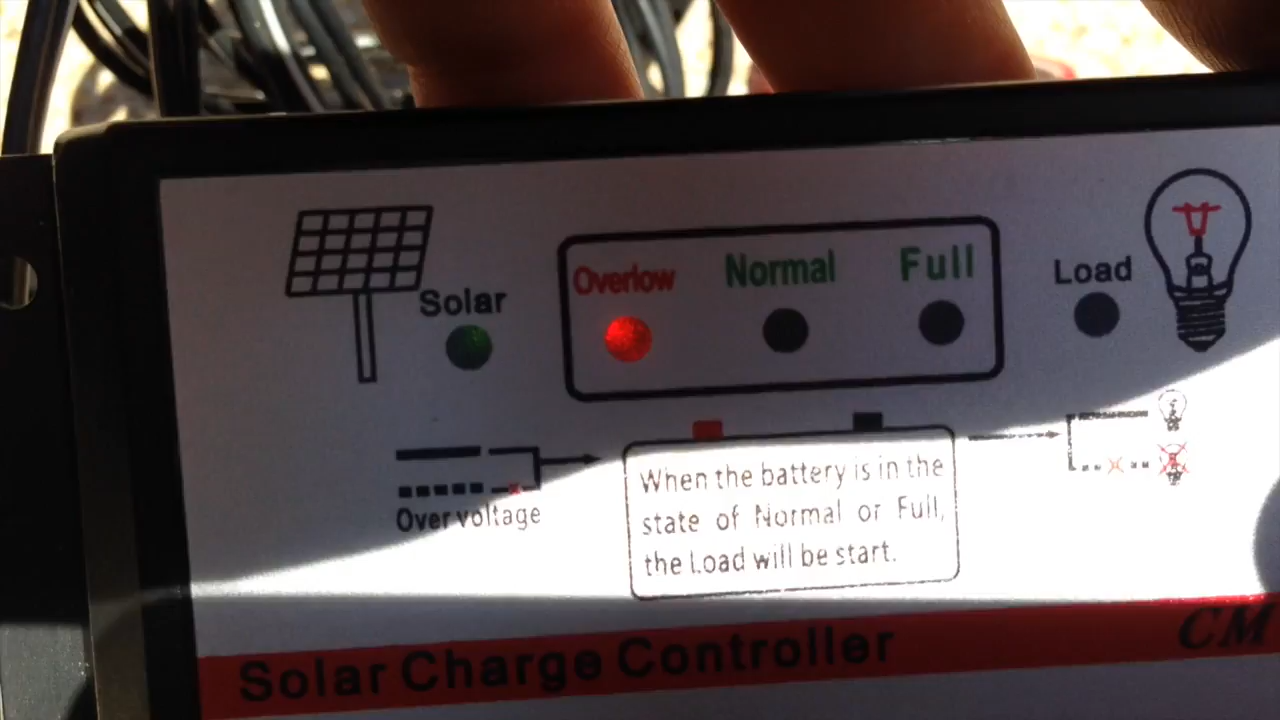 Solar
Overlow
Normal
Full
Load
Over voltage
When the battery is in the
state of Normal or Full,
the Load will be start.
Solar Charge Controller
CM